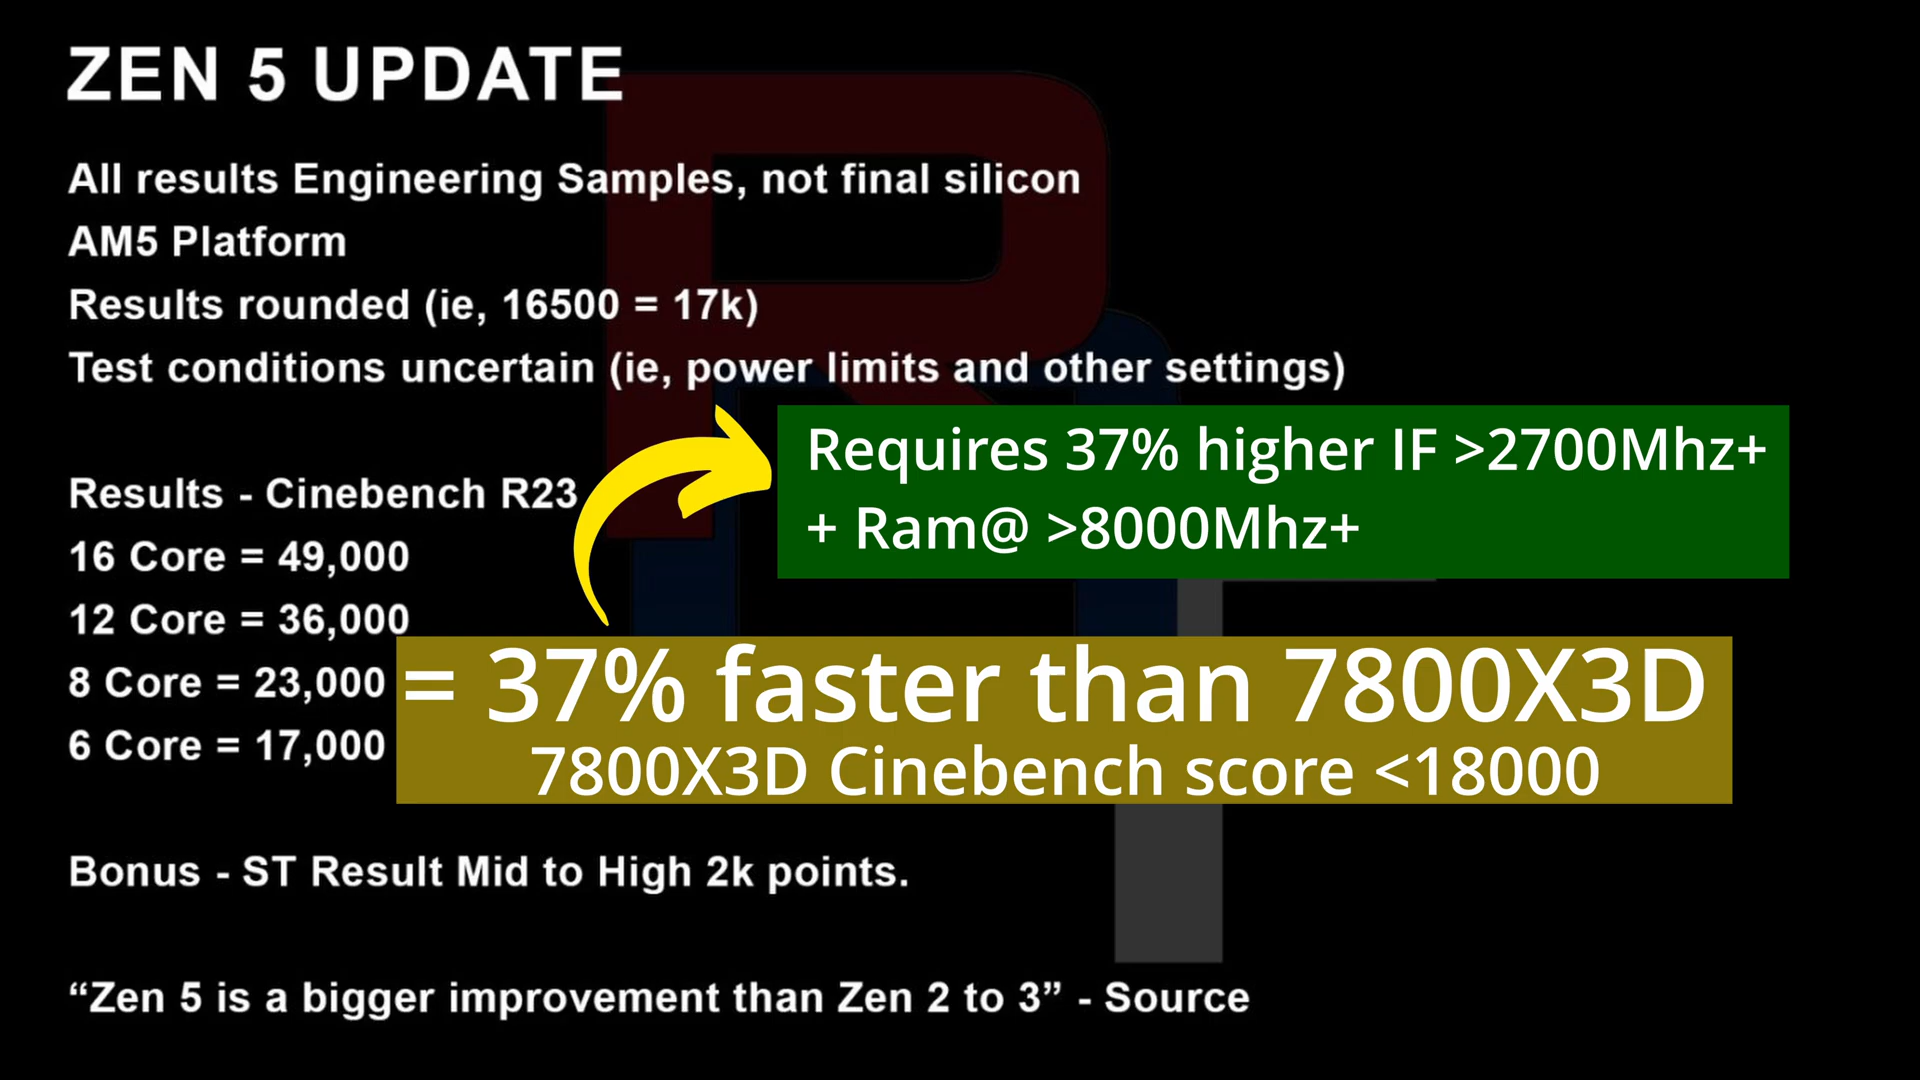 ZEN 5 UPDATE
All results Engineering Samples, not final silicon
AM5 Platform
Results rounded (ie, 16500 = 17k)
Test conditions uncertain (ie, power limits and other settings)
Requires 37% higher IF >2700Mhz+
+ Ram@ >8000Mhz+
Results - Cinebench R23
16 Core = 49,000
12 Core = 36,000
8 Core = 23,000 = 37% faster than 7800X3D
7800X3D Cinebench score <18000
6 Core = 17,000
Bonus - ST Result Mid to High 2k points.
“Zen 5 is a bigger improvement than Zen 2 to 3” - Source